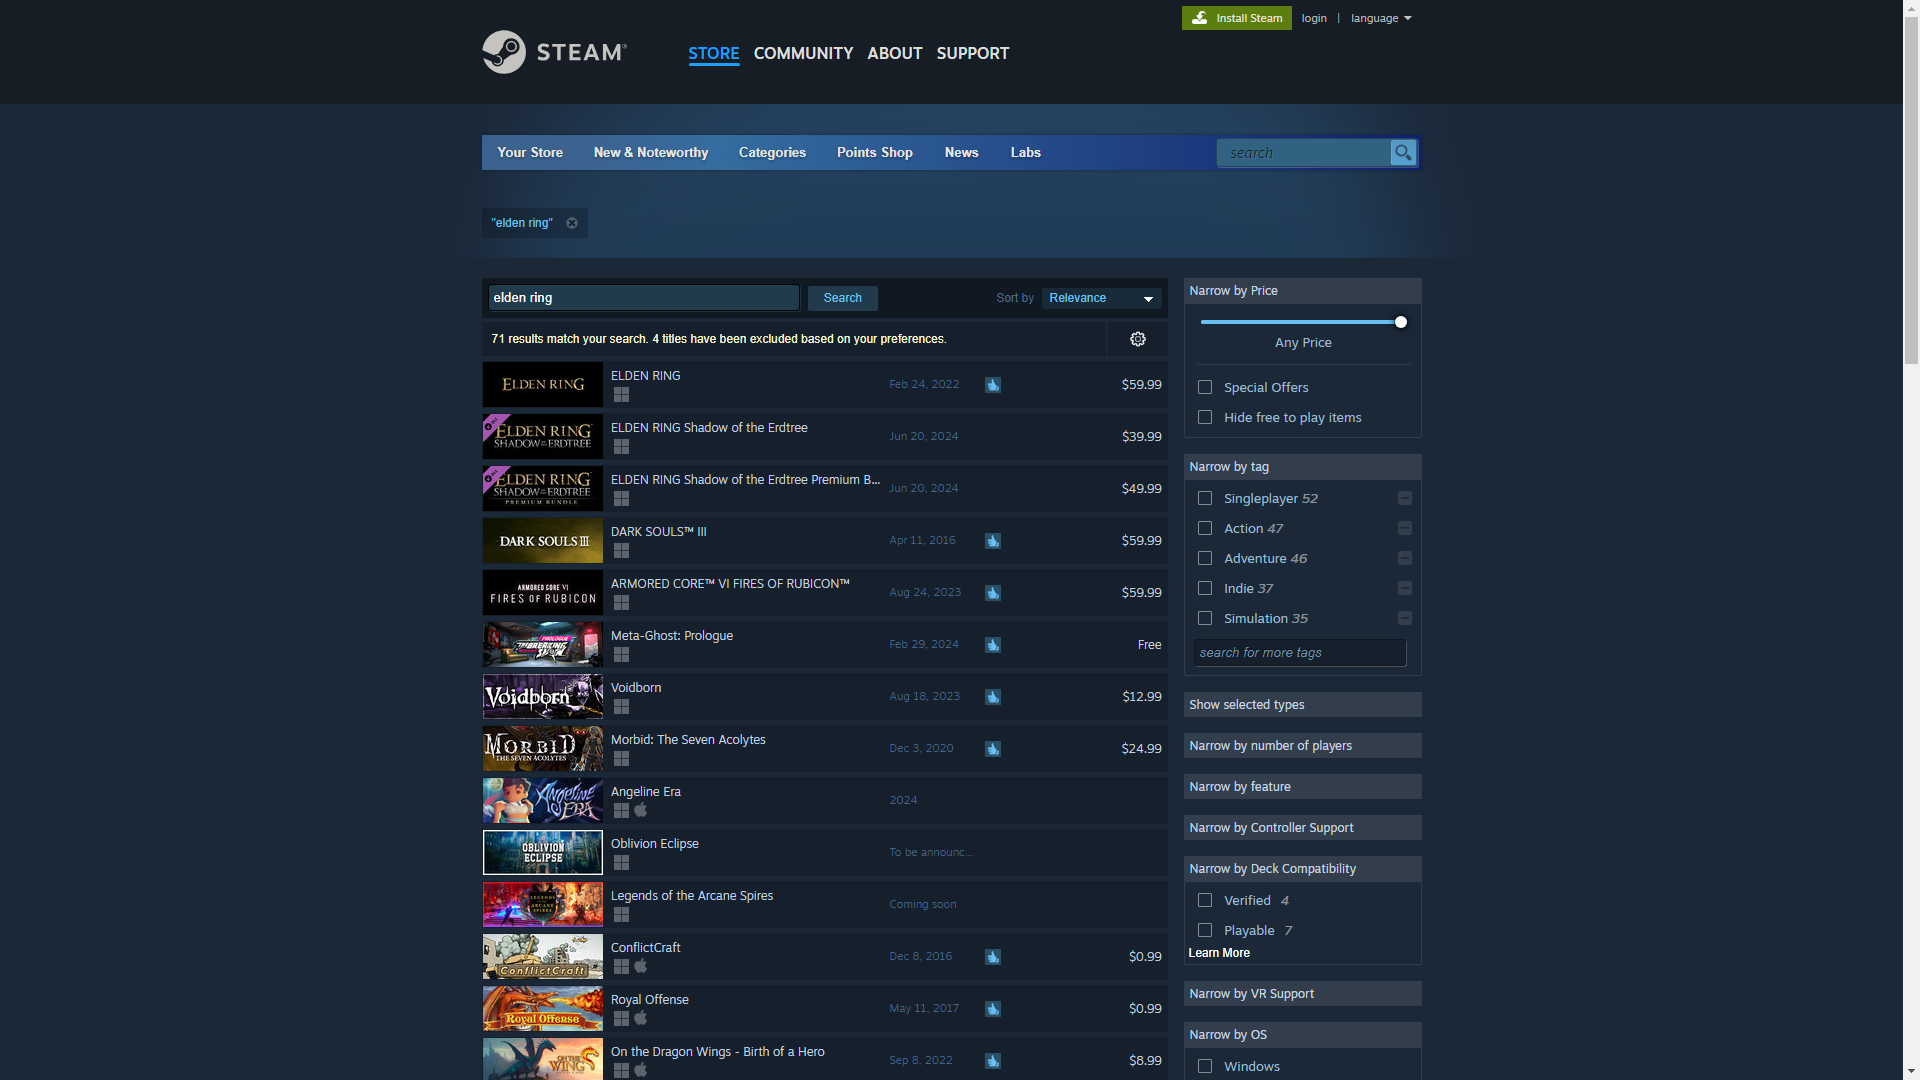 Install Steam
login | language
STEAM®
STORE COMMUNITY ABOUT SUPPORT
Your Store New & Noteworthy Categories Points Shop News Labs search
"elden ring"
elden ring Search Sort by Relevance
71 results match your search. 4 titles have been excluded based on your preferences.
ELDEN RING
ELDEN RING Feb 24, 2022 $59.99
ELDEN RING
SHADOW OF THE ERDTREE
ELDEN RING Shadow of the Erdtree Jun 20, 2024 $39.99
ELDEN RING
SHADOW OF THE ERDTREE
PREMIUM BUNDLE
ELDEN RING Shadow of the Erdtree Premium B... Jun 20, 2024 $49.99
DARK SOULS III
DARK SOULS™ III Apr 11, 2016 $59.99
ARMORED CORE VI
FIRES OF RUBICON
ARMORED CORE™ VI FIRES OF RUBICON™ Aug 24, 2023 $59.99
PROLOGUE
Meta-Ghost: Prologue Feb 29, 2024 Free
Voidborn
Voidborn Aug 18, 2023 $12.99
MORBID
THE SEVEN ACOLYTES
Morbid: The Seven Acolytes Dec 3, 2020 $24.99
ANGELINE
ERA
Angeline Era 2024
OBLIVION
ECLIPSE
Oblivion Eclipse To be announc...
LEGENDS
OF THE
ARCANE
SPIRES
Legends of the Arcane Spires Coming soon
ConflictCraft
ConflictCraft Dec 8, 2016 $0.99
Royal Offense
Royal Offense May 11, 2017 $0.99
ON THE
WINGS
On the Dragon Wings - Birth of a Hero Sep 8, 2022 $8.99
Narrow by Price
Any Price
Special Offers
Hide free to play items
Narrow by tag
Singleplayer 52
Action 47
Adventure 46
Indie 37
Simulation 35
search for more tags
Show selected types
Narrow by number of players
Narrow by feature
Narrow by Controller Support
Narrow by Deck Compatibility
Verified 4
Playable 7
Learn More
Narrow by VR Support
Narrow by OS
Windows